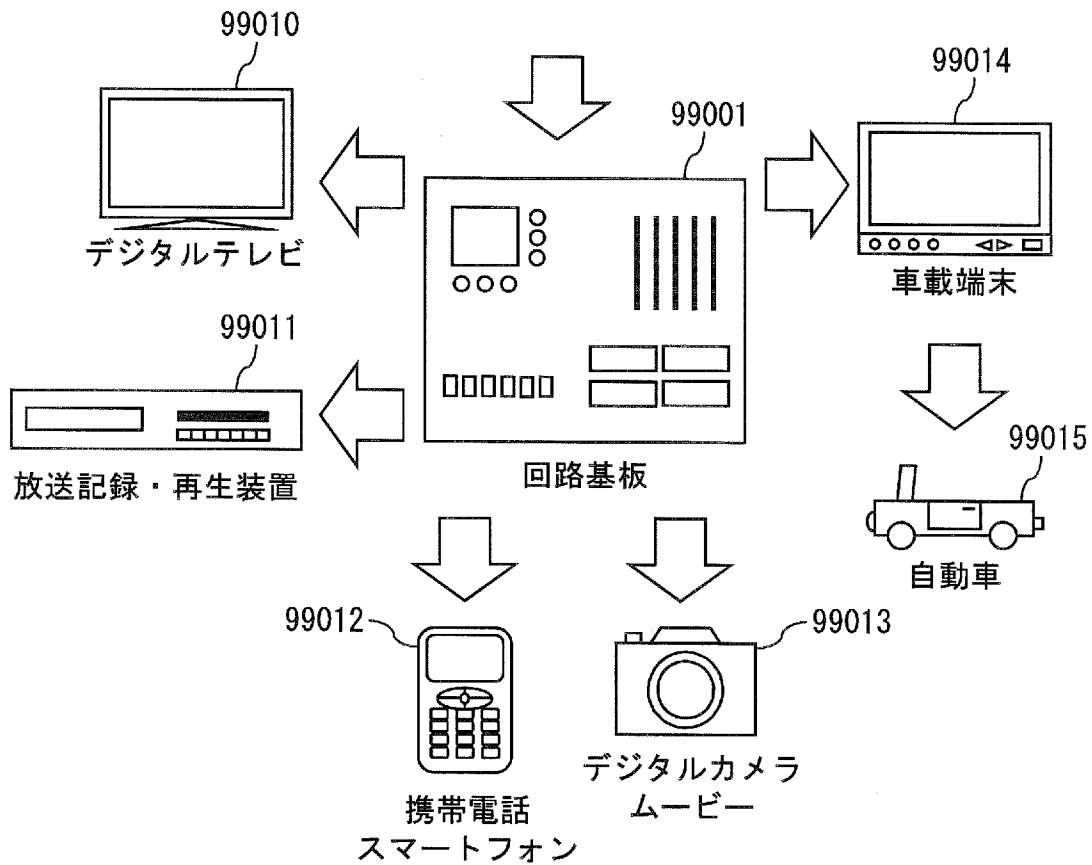 99010
99001
99014
デジタルテレビ
車載端末
99011
放送記録・再生装置
回路基板
99015
自動車
99012
99013
携帯電話
スマートフォン
デジタルカメラ
ムービー